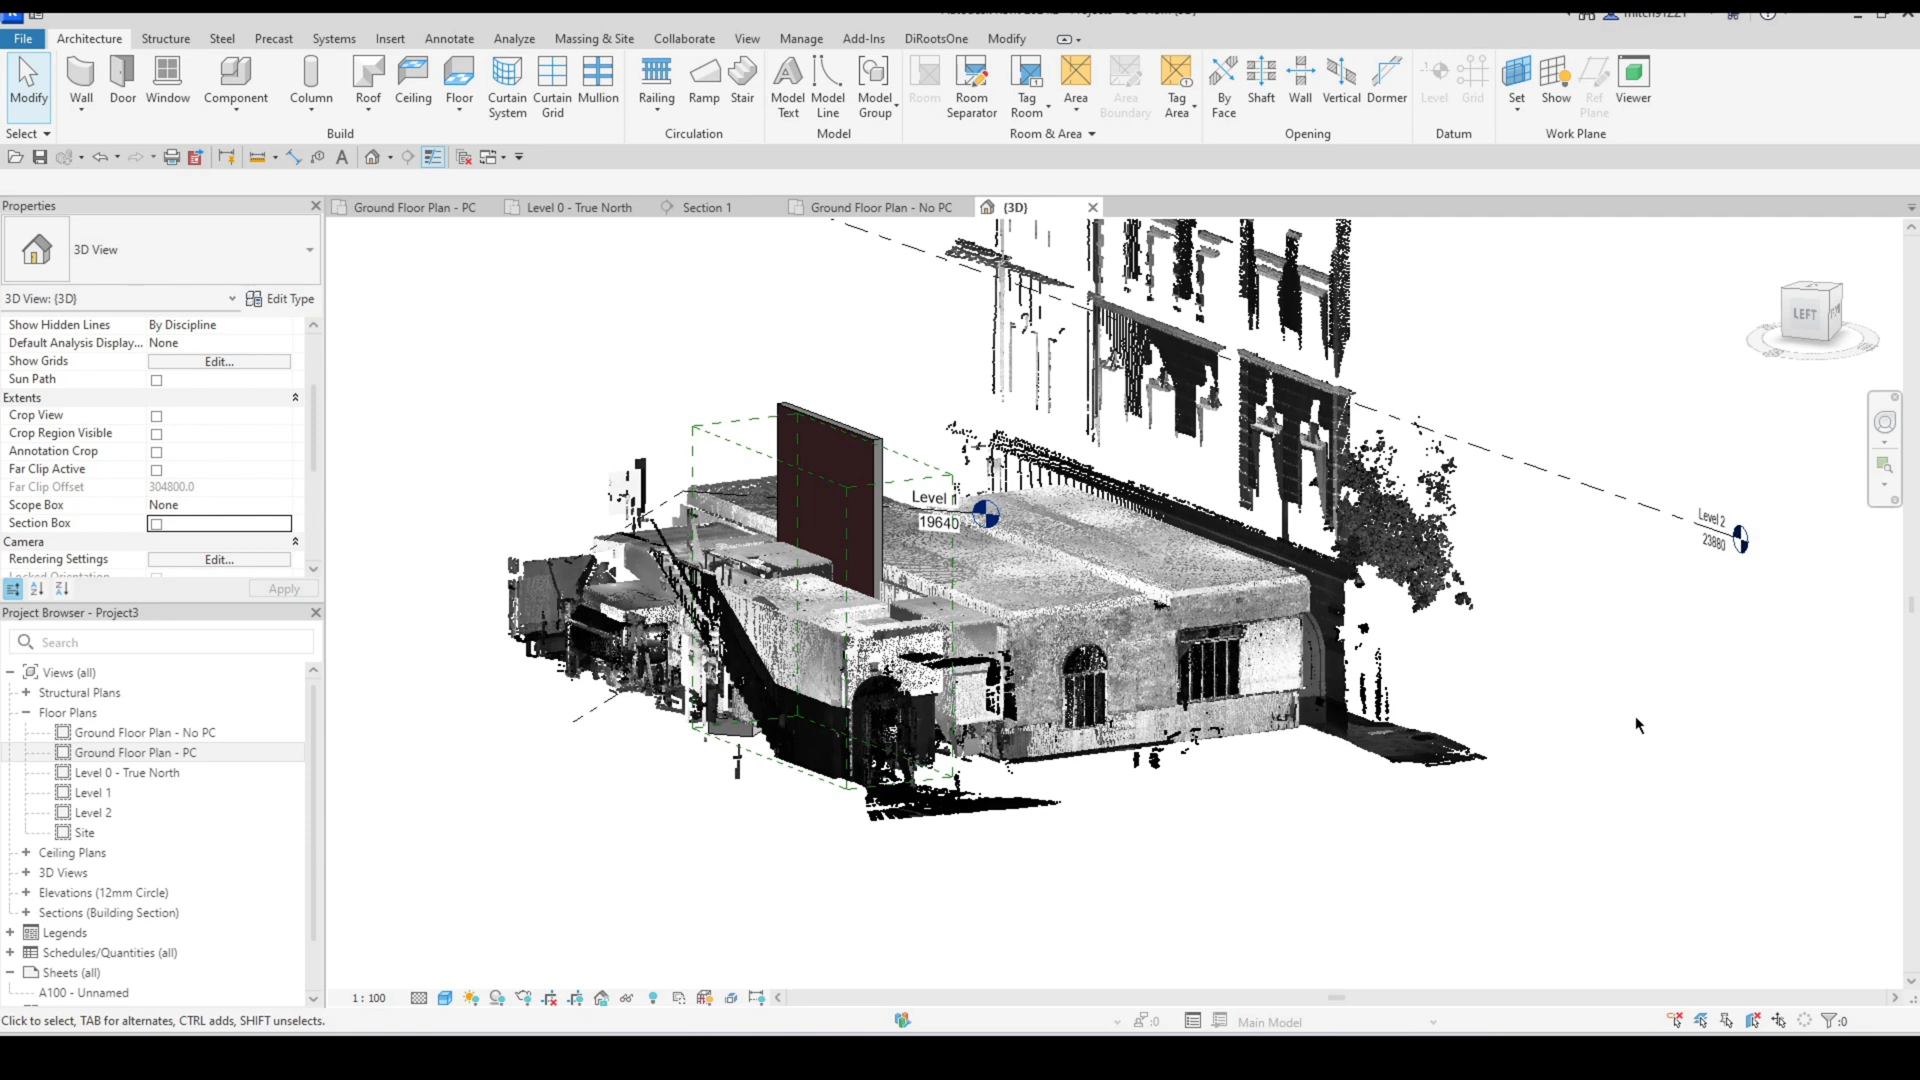 File Architecture Structure Steel Precast Systems Insert Annotate Analyze Massing & Site Collaborate View Manage Add-Ins DiRootsOne Modify
Modify Wall Door Window Component Column Roof Ceiling Floor Curtain System Curtain Grid Mullion Railing Ramp Stair Model Text Model Line Model Group Room Room Separator Tag Room Area Area Boundary Tag Area By Face Shaft Wall Vertical Dormer Level Grid Set Show Ref Plane Viewer
Select Build Circulation Model Room & Area Opening Datum Work Plane
Properties
Ground Floor Plan - PC Level 0 - True North Section 1 Ground Floor Plan - No PC {3D}
3D View
3D View: {3D} Edit Type
Show Hidden Lines By Discipline
Default Analysis Display... None
Show Grids Edit...
Sun Path
Extents
Crop View
Crop Region Visible
Annotation Crop
Far Clip Active
Far Clip Offset 304800.0
Scope Box None
Section Box
Camera
Rendering Settings Edit...
Apply
LEFT
Level 1
19640
Level 2
23880
Project Browser - Project3
Search
Views (all)
Structural Plans
Floor Plans
Ground Floor Plan - No PC
Ground Floor Plan - PC
Level 0 - True North
Level 1
Level 2
Site
Ceiling Plans
3D Views
Elevations (12mm Circle)
Sections (Building Section)
Legends
Schedules/Quantities (all)
Sheets (all)
A100 - Unnamed
1 : 100
Click to select, TAB for alternates, CTRL adds, SHIFT unselects.
:0 Main Model :0